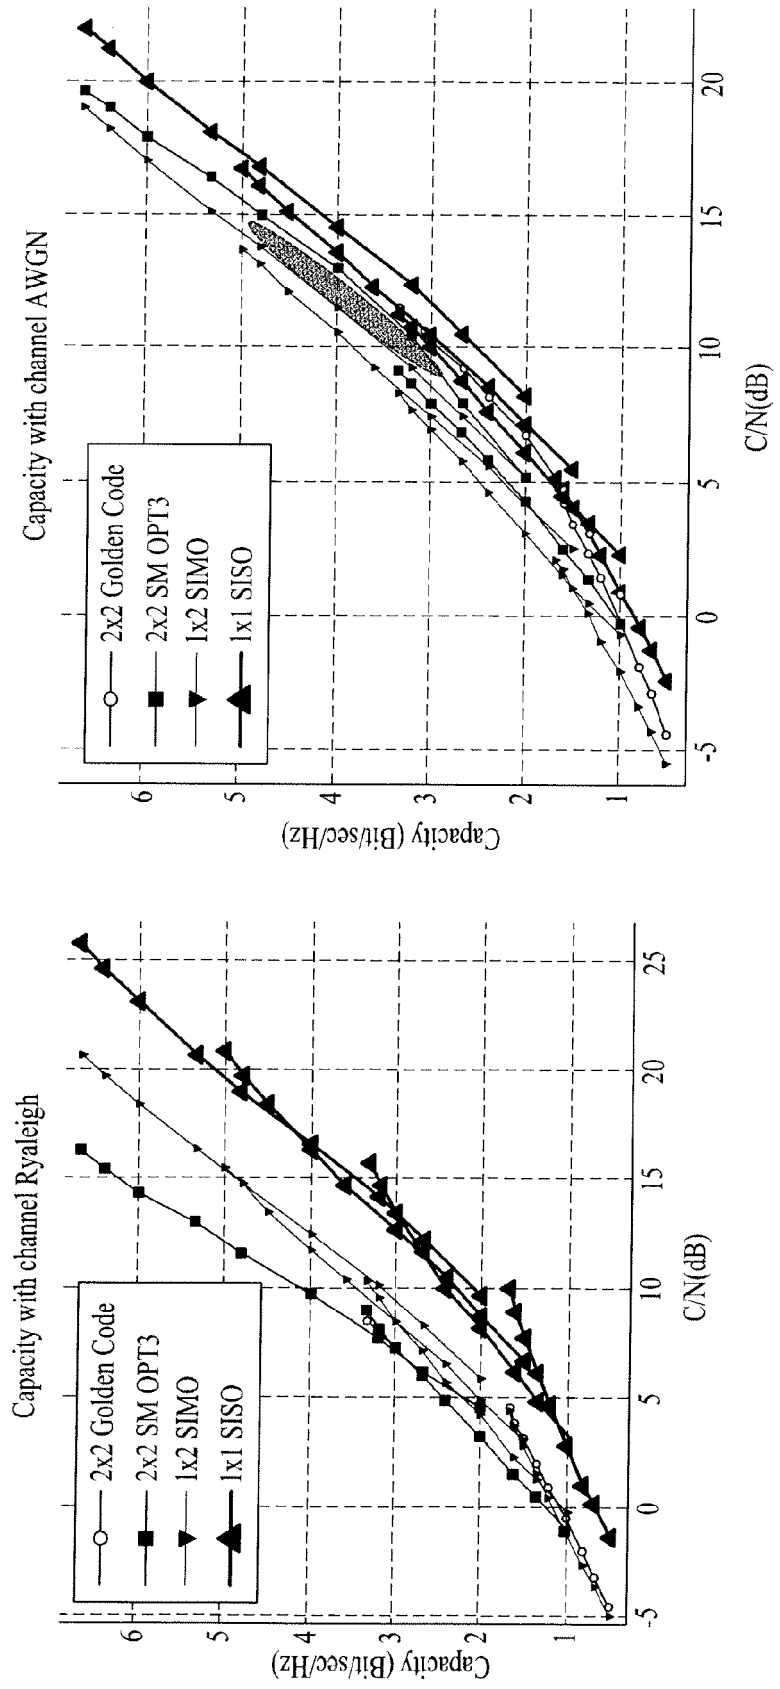 Capacity with channel Ryaleigh
2x2 Golden Code
2x2 SM OPT3
1x2 SIMO
1x1 SISO
Capacity (Bit/sec/Hz)
6
5
4
3
2
1
-5
0
5
10
15
20
25
C/N(dB)
Capacity with channel AWGN
2x2 Golden Code
2x2 SM OPT3
1x2 SIMO
1x1 SISO
Capacity (Bit/sec/Hz)
6
5
4
3
2
1
-5
0
5
10
15
20
C/N(dB)